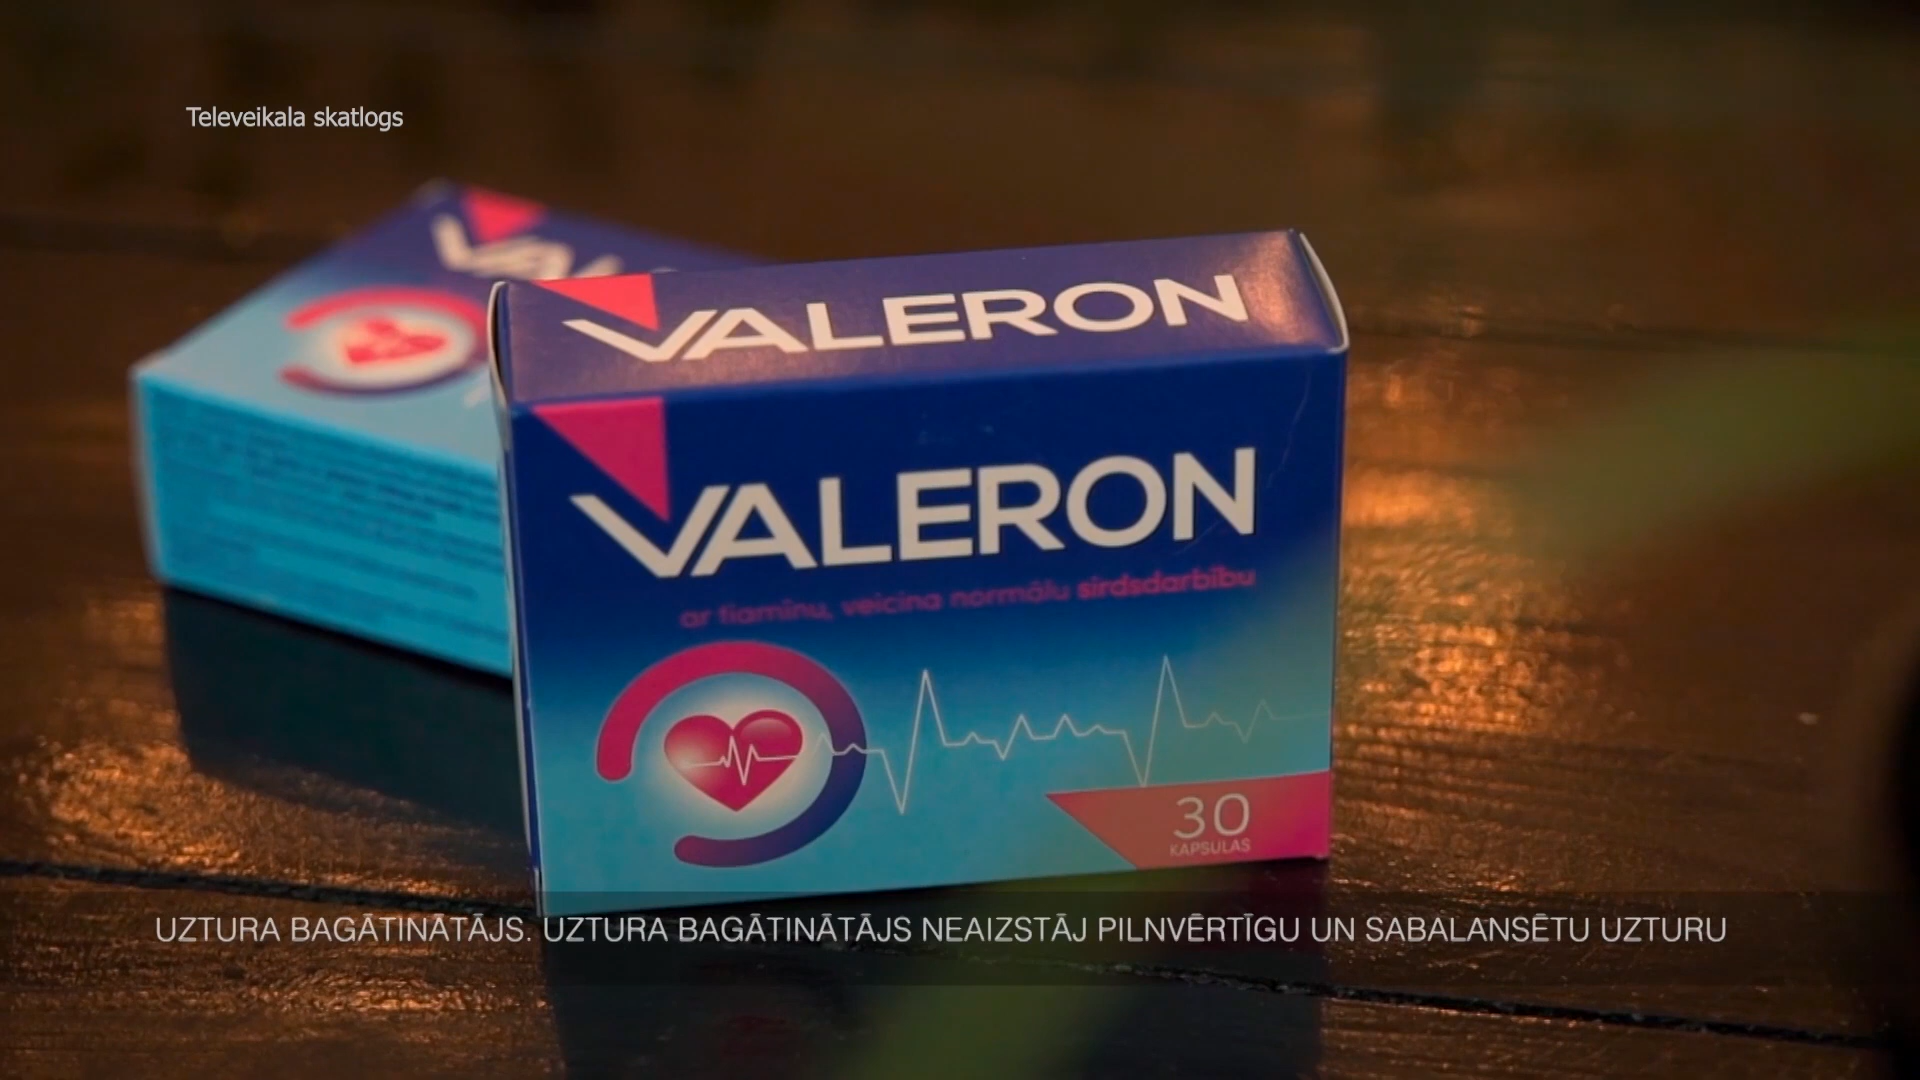 Televeikala skatlogs
VALERON
VALERON
ar tiamīnu, veicina normālu sirdsdarbību
30
KAPSULAS
UZTURA BAGĀTINĀTĀJS. UZTURA BAGĀTINĀTĀJS NEAIZSTĀJ PILNVĒRTĪGU UN SABALANSĒTU UZTURU